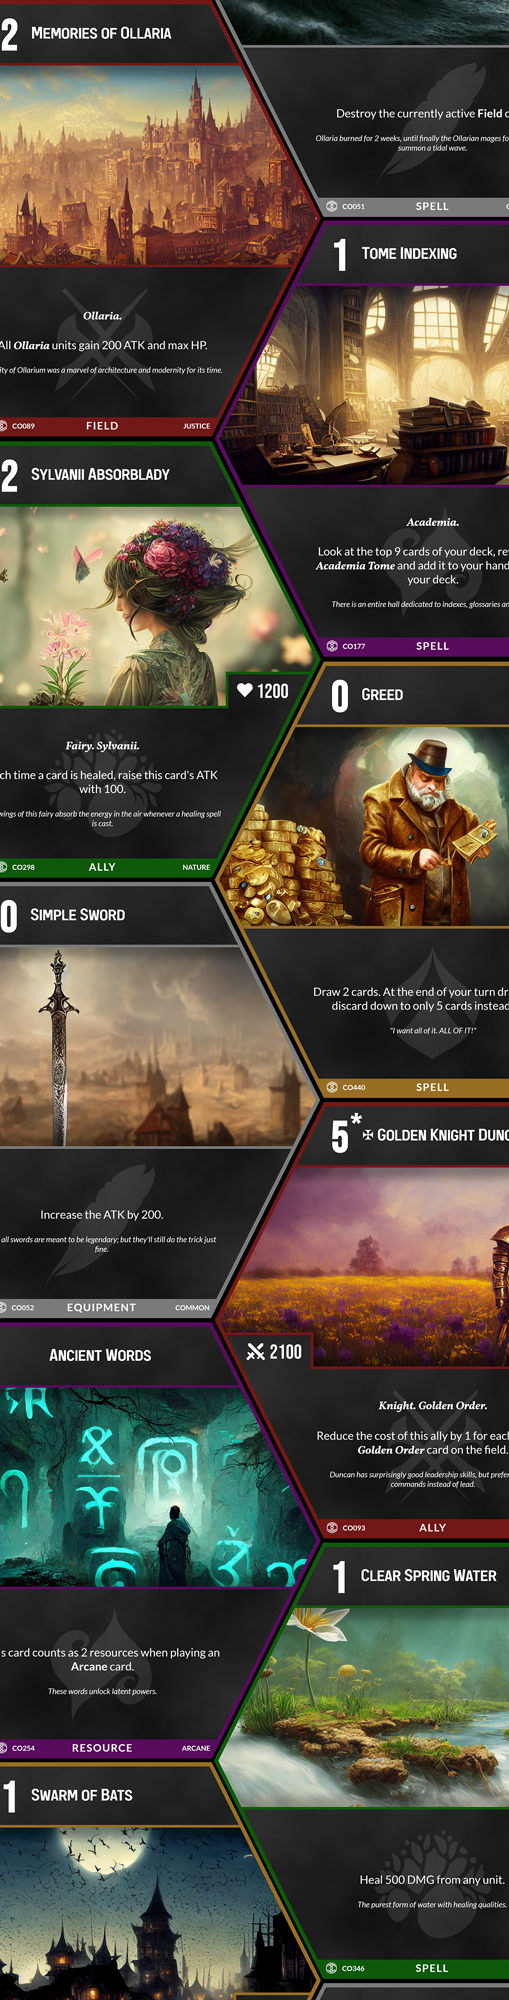 2 MEMORIES OF OLLARIA
Ollaria.
All Ollaria units gain 200 ATK and max HP.
ity of Ollarium was a marvel of architecture and modernity for its time.
CO089 FIELD JUSTICE
2 SYLVANII ABSORBLADY
1200
Fairy. Sylvanii.
ch time a card is healed, raise this card's ATK
with 100.
wings of this fairy absorb the energy in the air whenever a healing spell
is cast.
CO298 ALLY NATURE
0 SIMPLE SWORD
Increase the ATK by 200.
all swords are meant to be legendary; but they'll still do the trick just
fine.
CO052 EQUIPMENT COMMON
ANCIENT WORDS
s card counts as 2 resources when playing an
Arcane card.
These words unlock latent powers.
CO254 RESOURCE ARCANE
1 SWARM OF BATS
Destroy the currently active Field c
Ollaria burned for 2 weeks, until finally the Ollarian mages fo
summon a tidal wave.
CO051 SPELL
1 TOME INDEXING
Academia.
Look at the top 9 cards of your deck, re
Academia Tome and add it to your hand
your deck.
There is an entire hall dedicated to indexes, glossaries an
CO177 SPELL
0 GREED
Draw 2 cards. At the end of your turn dr
discard down to only 5 cards instead
"I want all of it. ALL OF IT!"
CO440 SPELL
5* ✠ GOLDEN KNIGHT DUNC
2100
Knight. Golden Order.
Reduce the cost of this ally by 1 for eac
Golden Order card on the field.
Duncan has surprisingly good leadership skills, but prefe
commands instead of lead.
CO093 ALLY
1 CLEAR SPRING WATER
Heal 500 DMG from any unit.
The purest form of water with healing qualities.
CO346 SPELL